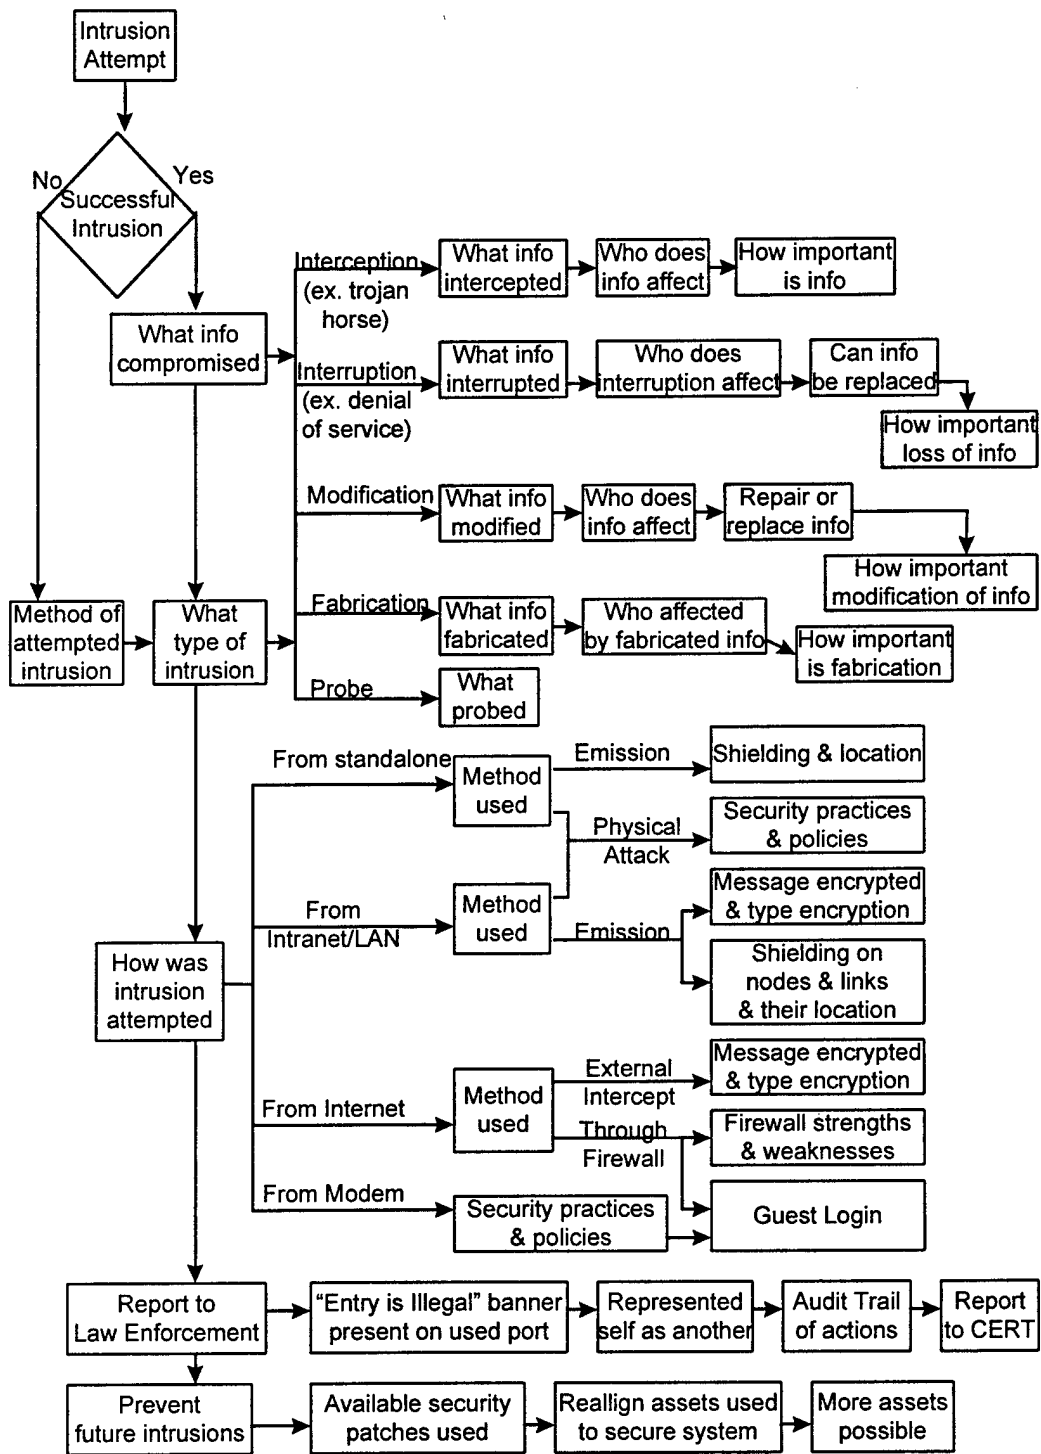 Intrusion
Attempt
No
Yes
Successful
Intrusion
What info
compromised
Interception
(ex. trojan
horse)
What info
intercepted
Who does
info affect
How important
is info
Interruption
(ex. denial
of service)
What info
interrupted
Who does
interruption affect
Can info
be replaced
How important
loss of info
Modification
What info
modified
Who does
info affect
Repair or
replace info
How important
modification of info
Method of
attempted
intrusion
What
type of
intrusion
Fabrication
What info
fabricated
Who affected
by fabricated info
How important
is fabrication
Probe
What
probed
From standalone
Method
used
Emission
Shielding & location
Physical
Attack
Security practices
& policies
From
Intranet/LAN
Method
used
Emission
Message encrypted
& type encryption
Shielding on
nodes & links
& their location
How was
intrusion
attempted
From Internet
Method
used
External
Intercept
Message encrypted
& type encryption
Through
Firewall
Firewall strengths
& weaknesses
From Modem
Security practices
& policies
Guest Login
Report to
Law Enforcement
"Entry is Illegal" banner
present on used port
Represented
self as another
Audit Trail
of actions
Report
to CERT
Prevent
future intrusions
Available security
patches used
Reallign assets used
to secure system
More assets
possible